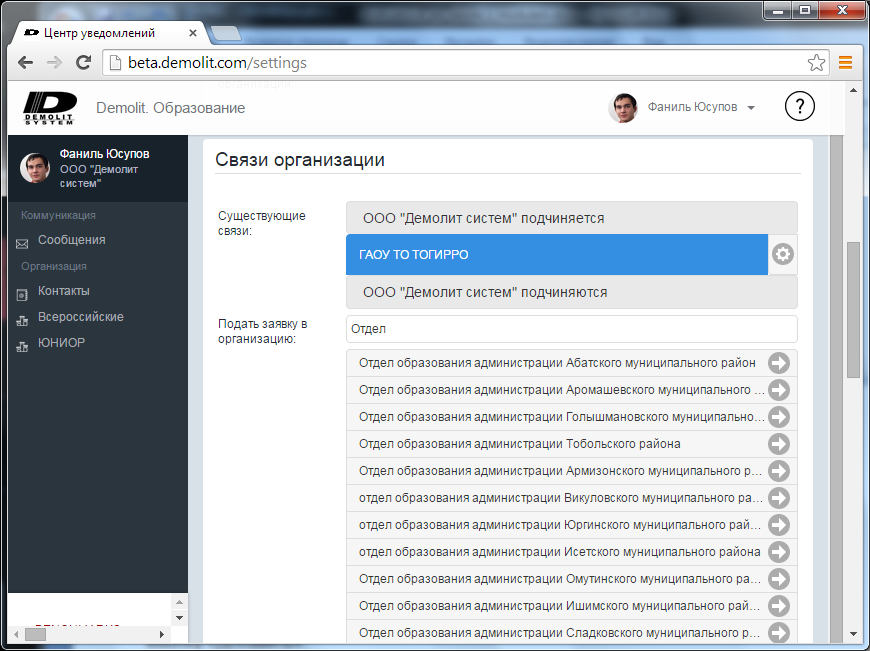 Центр уведомлений
beta.demolit.com/settings
DEMOLIT
SYSTEM
Demolit. Образование
Фаниль Юсупов
?
Фаниль Юсупов
ООО "Демолит
систем"
Коммуникация
Сообщения
Организация
Контакты
Всероссийские
ЮНИОР
Связи организации
Существующие
связи:
ООО "Демолит систем" подчиняется
ГАОУ ТО ТОГИРРО
ООО "Демолит систем" подчиняются
Подать заявку в
организацию:
Отдел
Отдел образования администрации Абатского муниципального район
Отдел образования администрации Аромашевского муниципального ...
Отдел образования администрации Голышмановского муниципально...
Отдел образования администрации Тобольского района
Отдел образования администрации Армизонского муниципального р...
отдел образования администрации Викуловского муниципального ра...
отдел образования администрации Юргинского муниципального рай...
отдел образования администрации Исетского муниципального района
Отдел образования администрации Омутинского муниципального ра...
Отдел образования администрации Ишимского муниципального рай...
Отдел образования администрации Сладковского муниципального р...